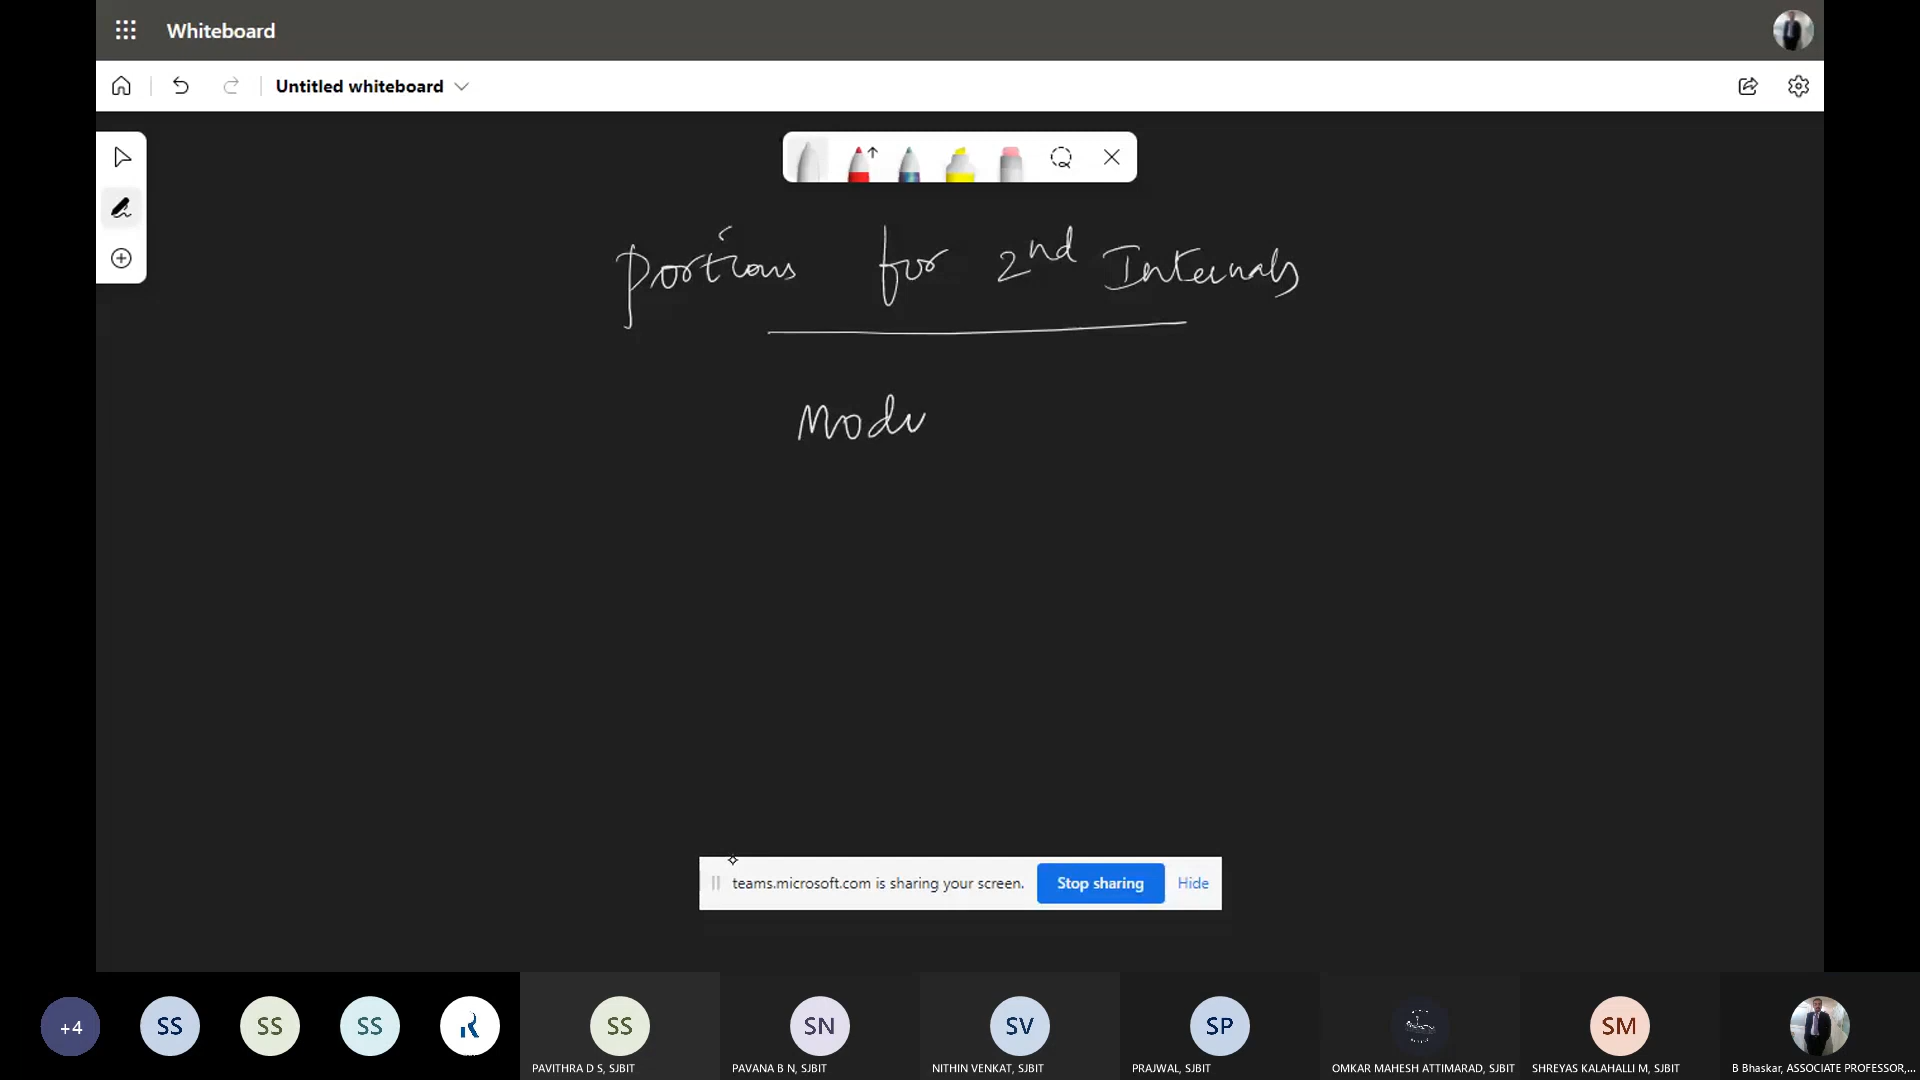 Whiteboard
Untitled whiteboard
portions for 2nd Internals
Modu
teams.microsoft.com is sharing your screen. Stop sharing Hide
+4 SS SS SS SS SN SV SP SM
PAVITHRA D S, SJBIT PAVANA B N, SJBIT NITHIN VENKAT, SJBIT PRAJWAL, SJBIT OMKAR MAHESH ATTIMARAD, SJBIT SHREYAS KALAHALLI M, SJBIT B Bhaskar, ASSOCIATE PROFESSOR,...